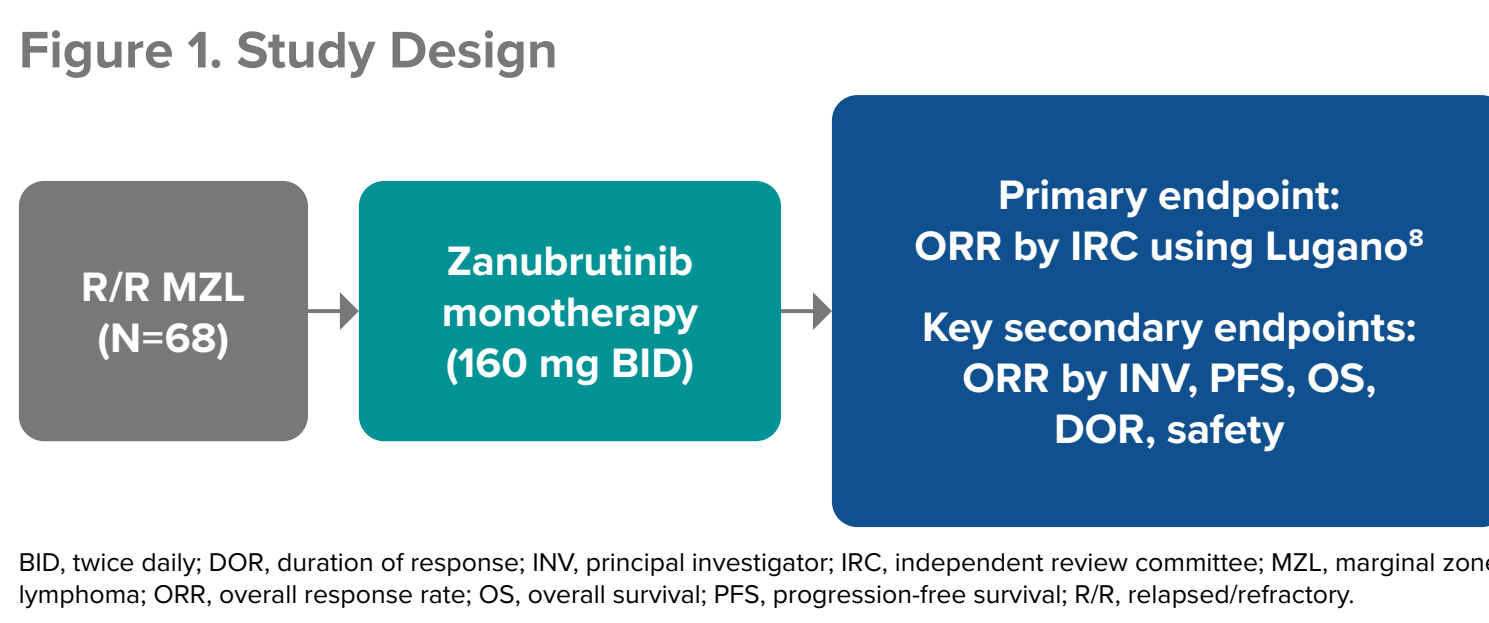 Figure 1. Study Design
R/R MZL
(N=68)
Zanubrutinib
monotherapy
(160 mg BID)
Primary endpoint:
ORR by IRC using Lugano⁸
Key secondary endpoints:
ORR by INV, PFS, OS,
DOR, safety
BID, twice daily; DOR, duration of response; INV, principal investigator; IRC, independent review committee; MZL, marginal zone
lymphoma; ORR, overall response rate; OS, overall survival; PFS, progression-free survival; R/R, relapsed/refractory.